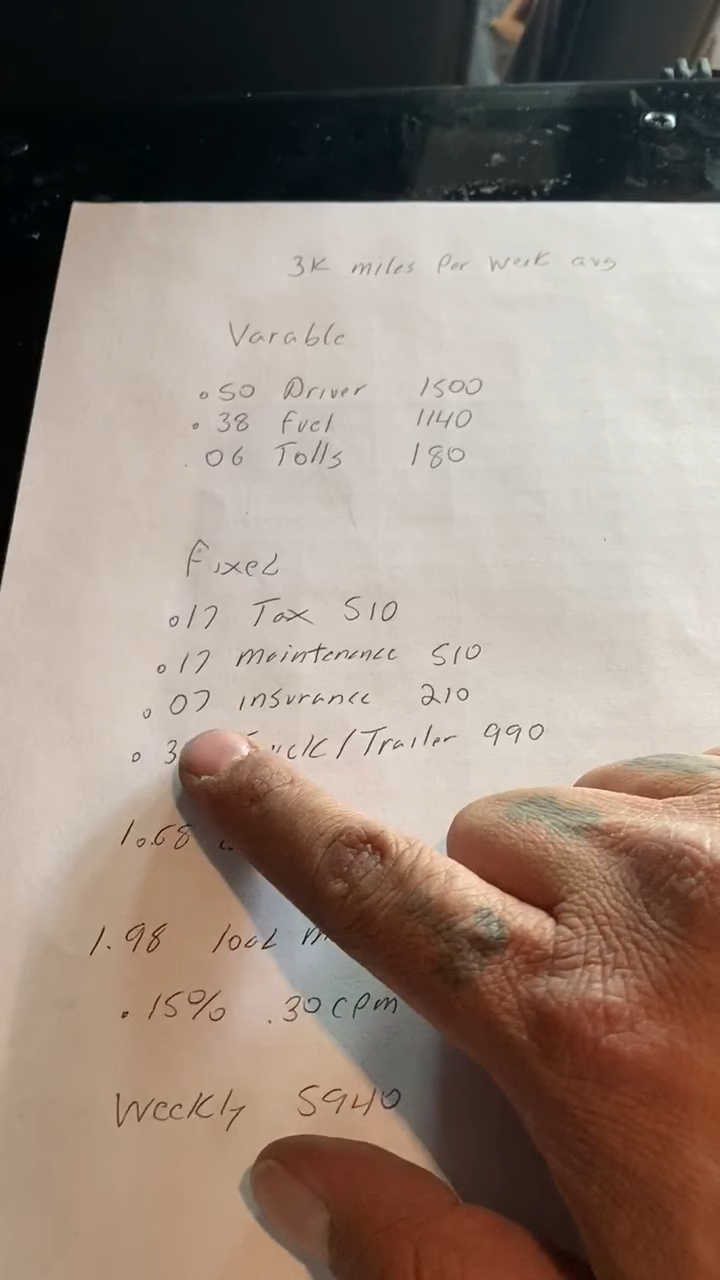 3K miles Per Week avg
Varable
.50 Driver 1500
.38 fuel 1140
.06 Tolls 180
Fixed
.17 Tax 510
.17 maintenence 510
.07 insurance 210
/Trailer 990
1.68
1.98 load
.15% .30 cpm
Weekly 5940